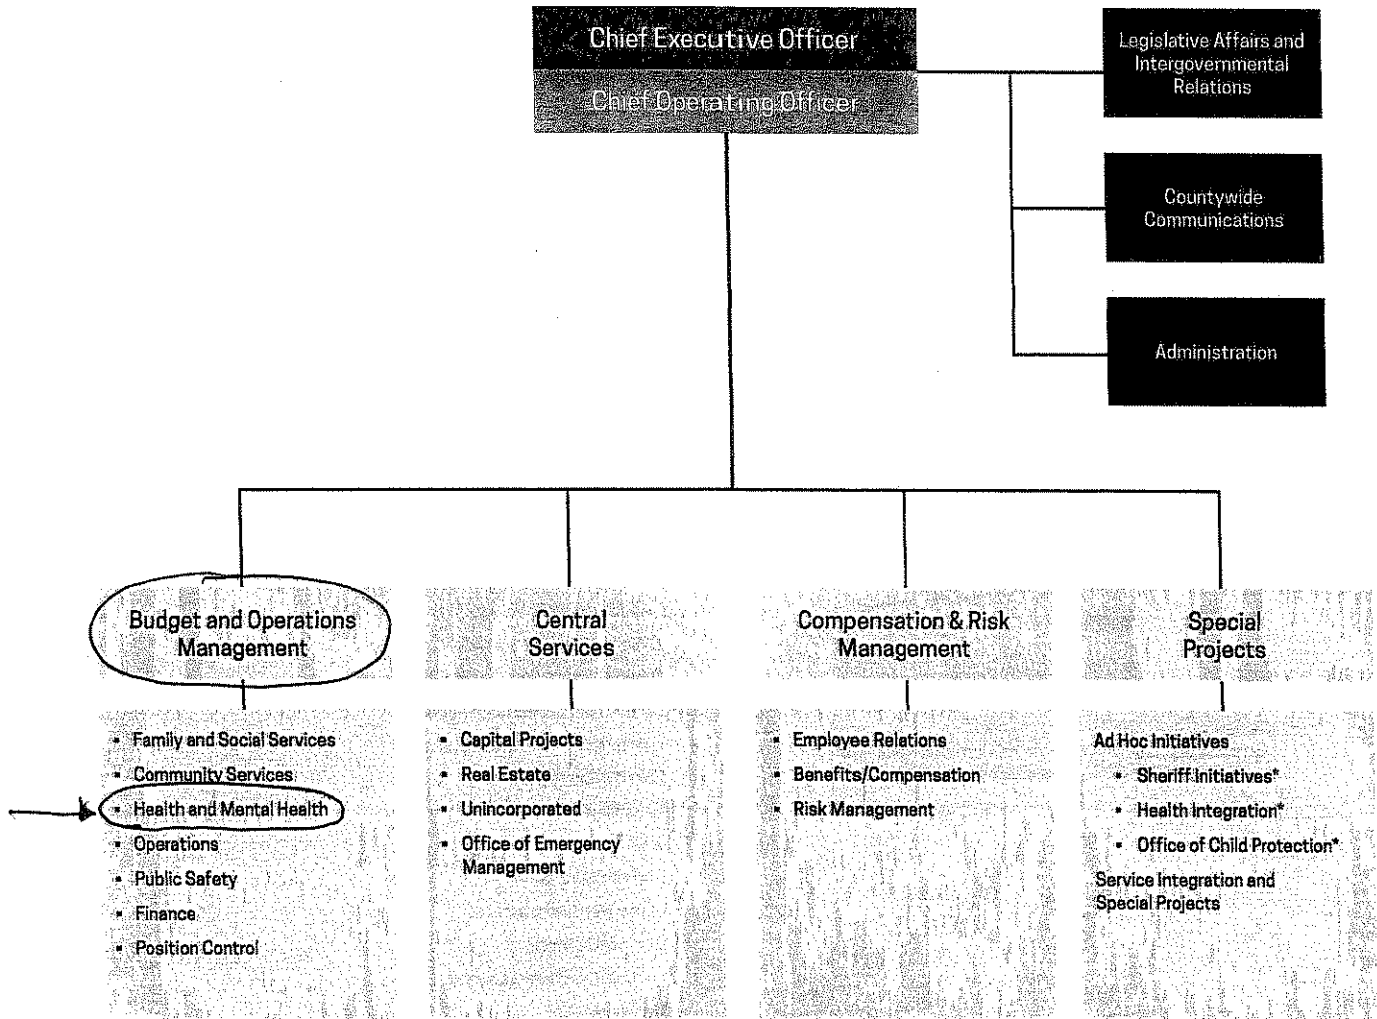 Chief Executive Officer
Chief Operating Officer
Legislative Affairs and
Intergovernmental
Relations
Countywide
Communications
Administration
Budget and Operations
Management
▪ Family and Social Services
▪ Community Services
▪ Health and Mental Health
▪ Operations
▪ Public Safety
▪ Finance
▪ Position Control
Central
Services
▪ Capital Projects
▪ Real Estate
▪ Unincorporated
▪ Office of Emergency
Management
Compensation & Risk
Management
▪ Employee Relations
▪ Benefits/Compensation
▪ Risk Management
Special
Projects
Ad Hoc Initiatives
▪ Sheriff Initiatives*
▪ Health Integration*
▪ Office of Child Protection*
Service Integration and
Special Projects